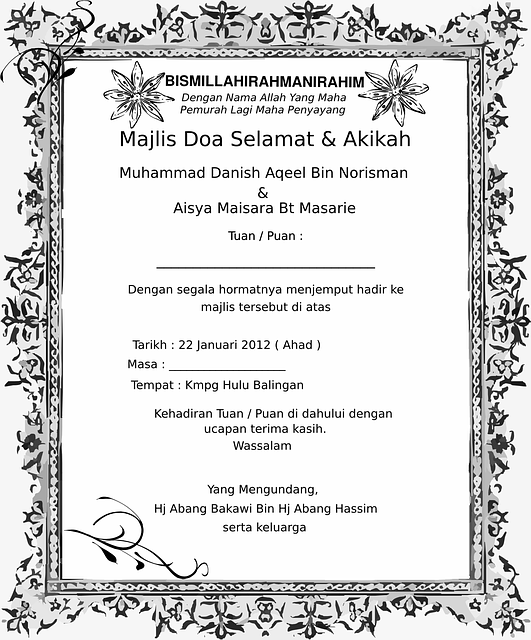 BISMILLAHIRAHMANIRAHIM
Dengan Nama Allah Yang Maha
Pemurah Lagi Maha Penyayang
Majlis Doa Selamat & Akikah
Muhammad Danish Aqeel Bin Norisman
&
Aisya Maisara Bt Masarie
Tuan / Puan :
Dengan segala hormatnya menjemput hadir ke
majlis tersebut di atas
Tarikh : 22 Januari 2012 ( Ahad )
Masa : ____________________
Tempat : Kmpg Hulu Balingan
Kehadiran Tuan / Puan di dahului dengan
ucapan terima kasih.
Wassalam
Yang Mengundang,
Hj Abang Bakawi Bin Hj Abang Hassim
serta keluarga